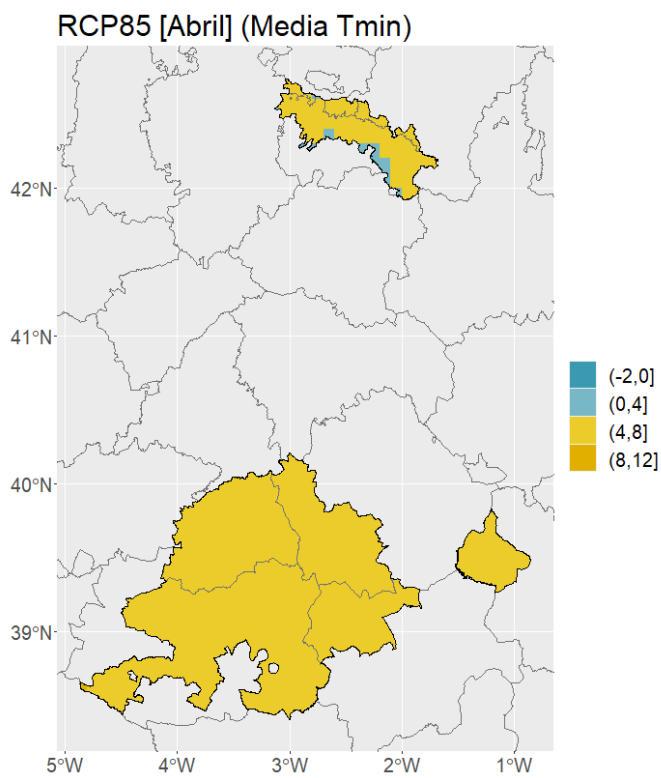 RCP85 [Abril] (Media Tmin)
42°N
41°N
40°N
39°N
5°W 4°W 3°W 2°W 1°W
(-2,0]
(0,4]
(4,8]
(8,12]